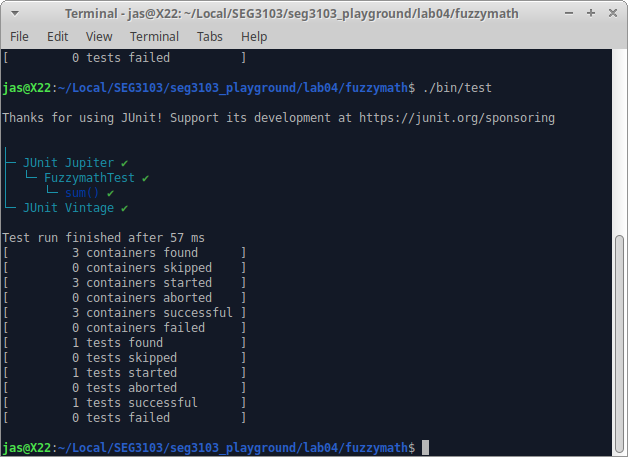 Terminal - jas@X22: ~/Local/SEG3103/seg3103_playground/lab04/fuzzymath
File Edit View Terminal Tabs Help
[         0 tests failed          ]
jas@X22:~/Local/SEG3103/seg3103_playground/lab04/fuzzymath$ ./bin/test
Thanks for using JUnit! Support its development at https://junit.org/sponsoring
├─ JUnit Jupiter ✔
│  └─ FuzzymathTest ✔
│     └─ sum() ✔
└─ JUnit Vintage ✔
Test run finished after 57 ms
[         3 containers found      ]
[         0 containers skipped    ]
[         3 containers started    ]
[         0 containers aborted    ]
[         3 containers successful ]
[         0 containers failed     ]
[         1 tests found           ]
[         0 tests skipped         ]
[         1 tests started         ]
[         0 tests aborted         ]
[         1 tests successful      ]
[         0 tests failed          ]
jas@X22:~/Local/SEG3103/seg3103_playground/lab04/fuzzymath$